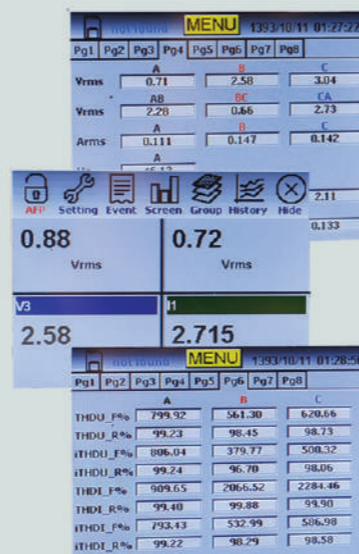 not found MENU 1393/10/11 01:27:27
Pg1 Pg2 Pg3 Pg4 Pg5 Pg6 Pg7 Pg8
A B C
Vrms 0.71 2.58 3.04
AB BC CA
Vrms 2.28 0.66 2.73
A B C
Arms 0.111 0.147 0.142
A
2.11
0.133
AFP Setting Event Screen Group History Hide
0.88 0.72
Vrms Vrms
V3 I1
2.58 2.715
not found MENU 1393/10/11 01:28:56
Pg1 Pg2 Pg3 Pg4 Pg5 Pg6 Pg7 Pg8
A B C
THDU_F% 799.92 561.30 620.66
THDU_R% 99.23 98.45 98.73
iTHDU_F% 806.04 379.77 500.32
iTHDU_R% 99.24 96.70 98.06
THDI_F% 909.65 2066.52 2284.46
THDI_R% 99.40 99.88 99.90
iTHDI_F% 793.43 532.99 586.98
iTHDI_R% 99.22 98.29 98.58